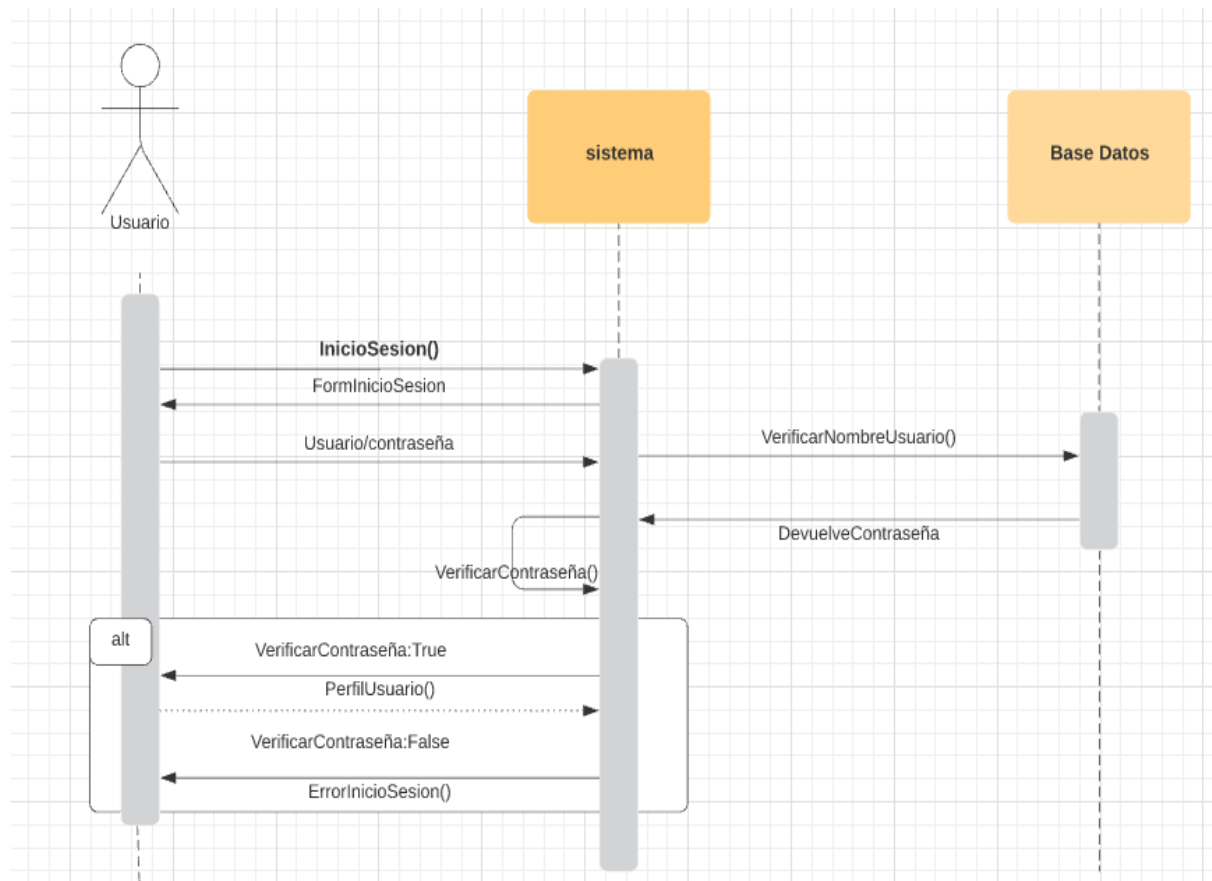 Usuario
sistema
Base Datos
InicioSesion()
FormInicioSesion
Usuario/contraseña
VerificarNombreUsuario()
DevuelveContraseña
VerificarContraseña()
alt
VerificarContraseña:True
PerfilUsuario()
VerificarContraseña:False
ErrorInicioSesion()